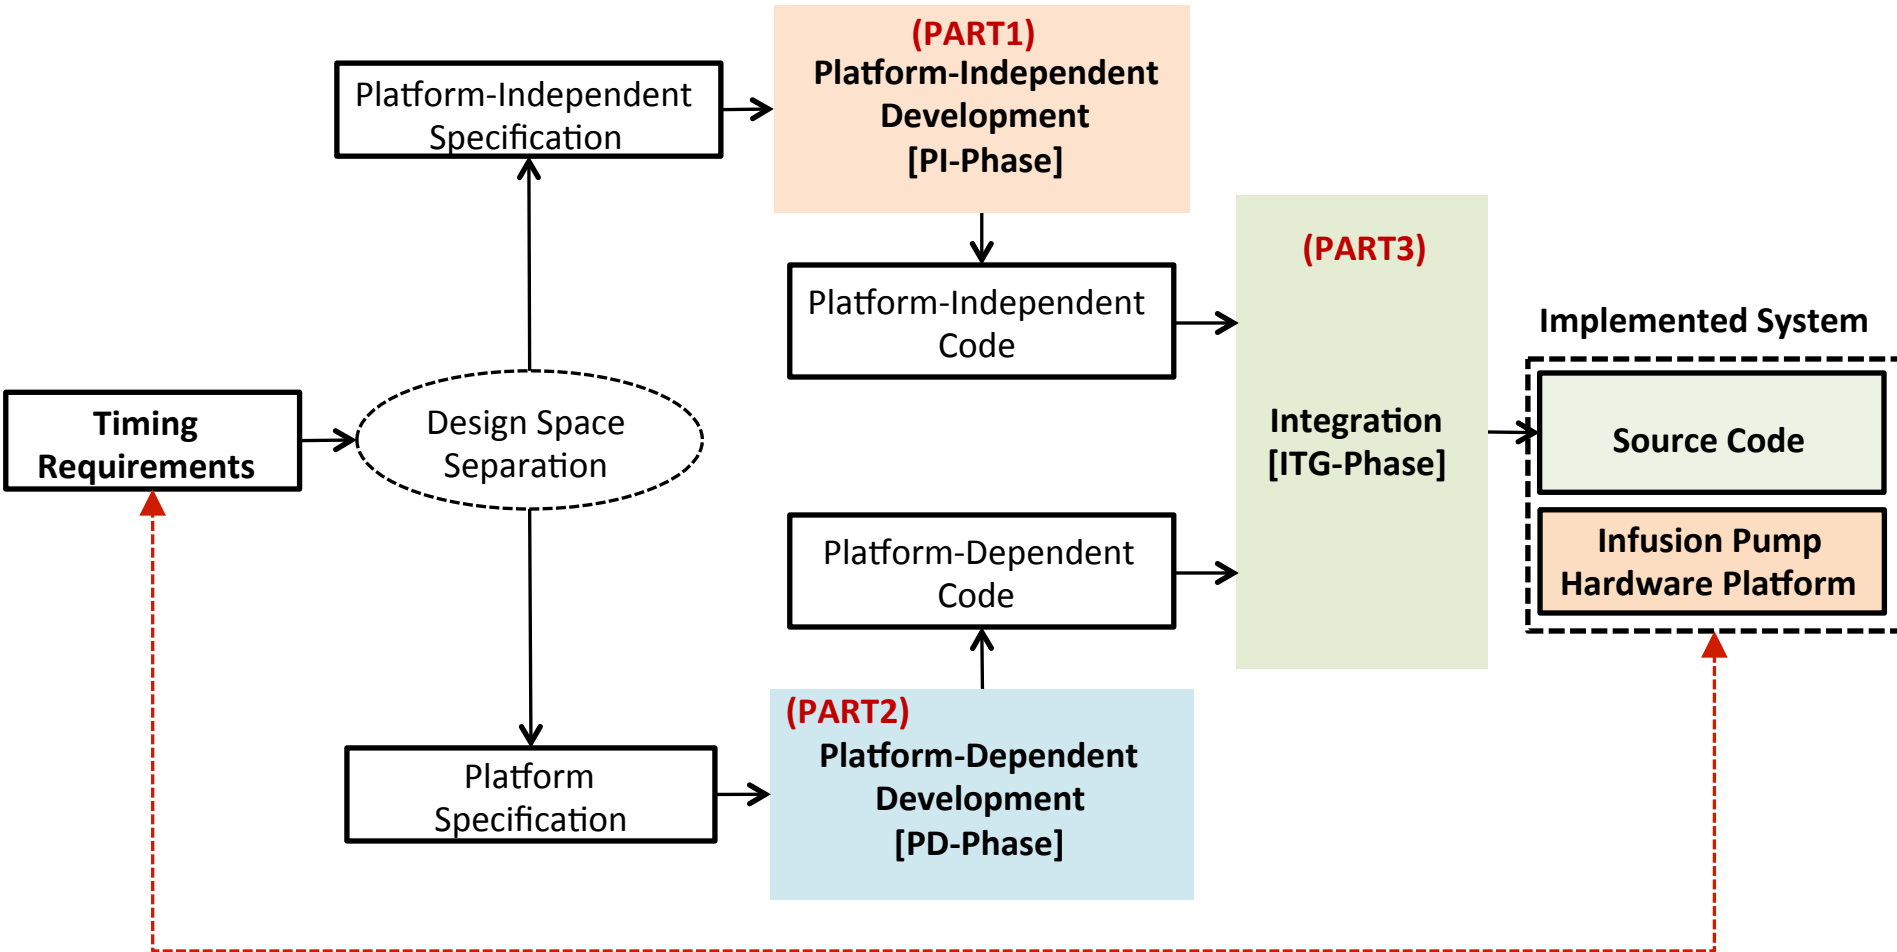 (PART1)
Platform-Independent
Development
[PI-Phase]
Platform-Independent
Specification
Platform-Independent
Code
(PART3)
Integration
[ITG-Phase]
Implemented System
Source Code
Infusion Pump
Hardware Platform
Timing
Requirements
Design Space
Separation
Platform-Dependent
Code
(PART2)
Platform-Dependent
Development
[PD-Phase]
Platform
Specification